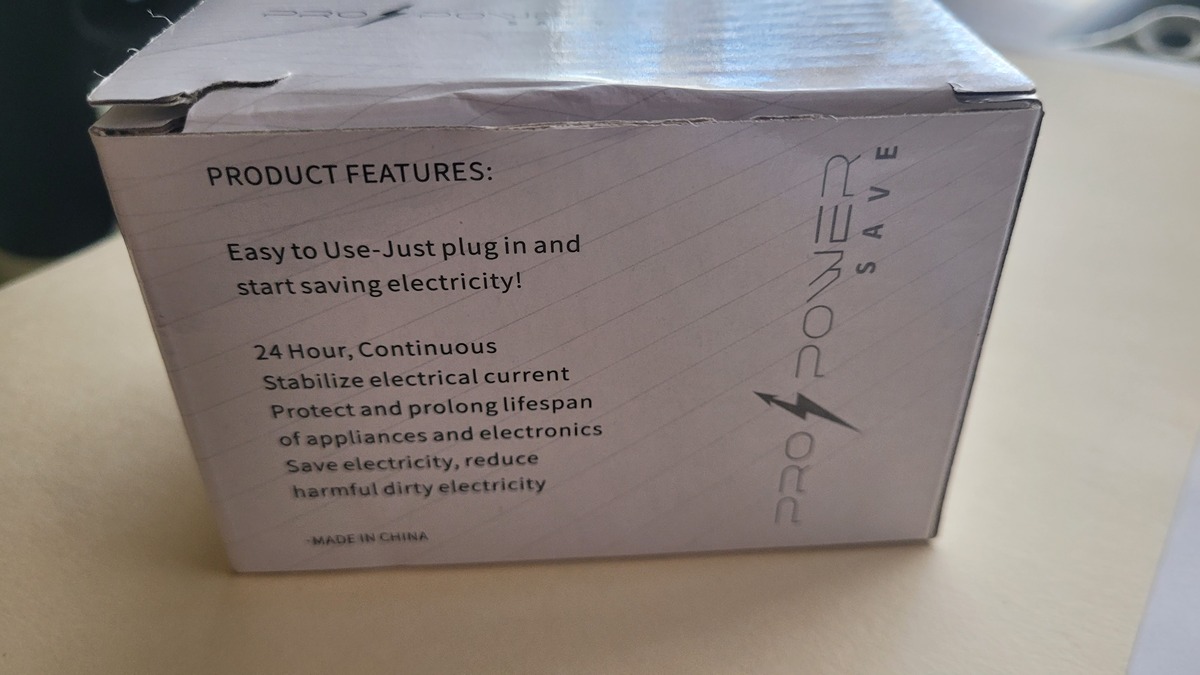 PRODUCT FEATURES:
Easy to Use-Just plug in and
start saving electricity!
24 Hour, Continuous
Stabilize electrical current
Protect and prolong lifespan
of appliances and electronics
Save electricity, reduce
harmful dirty electricity
-MADE IN CHINA
PRO POWER
SAVE